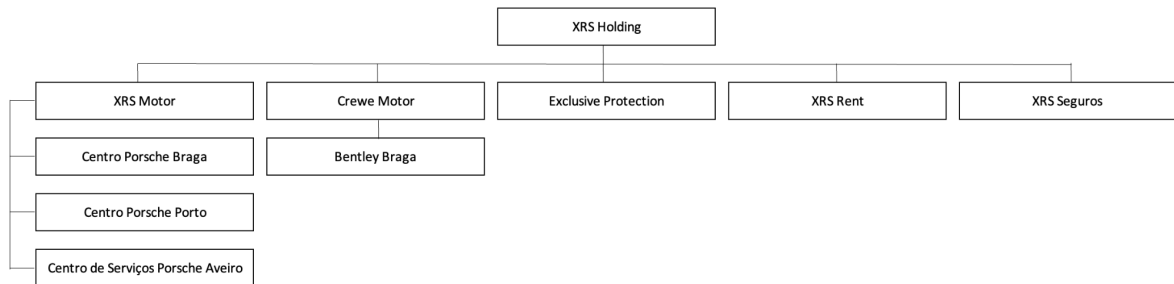 XRS Holding
XRS Motor
Crewe Motor
Exclusive Protection
XRS Rent
XRS Seguros
Centro Porsche Braga
Bentley Braga
Centro Porsche Porto
Centro de Serviços Porsche Aveiro